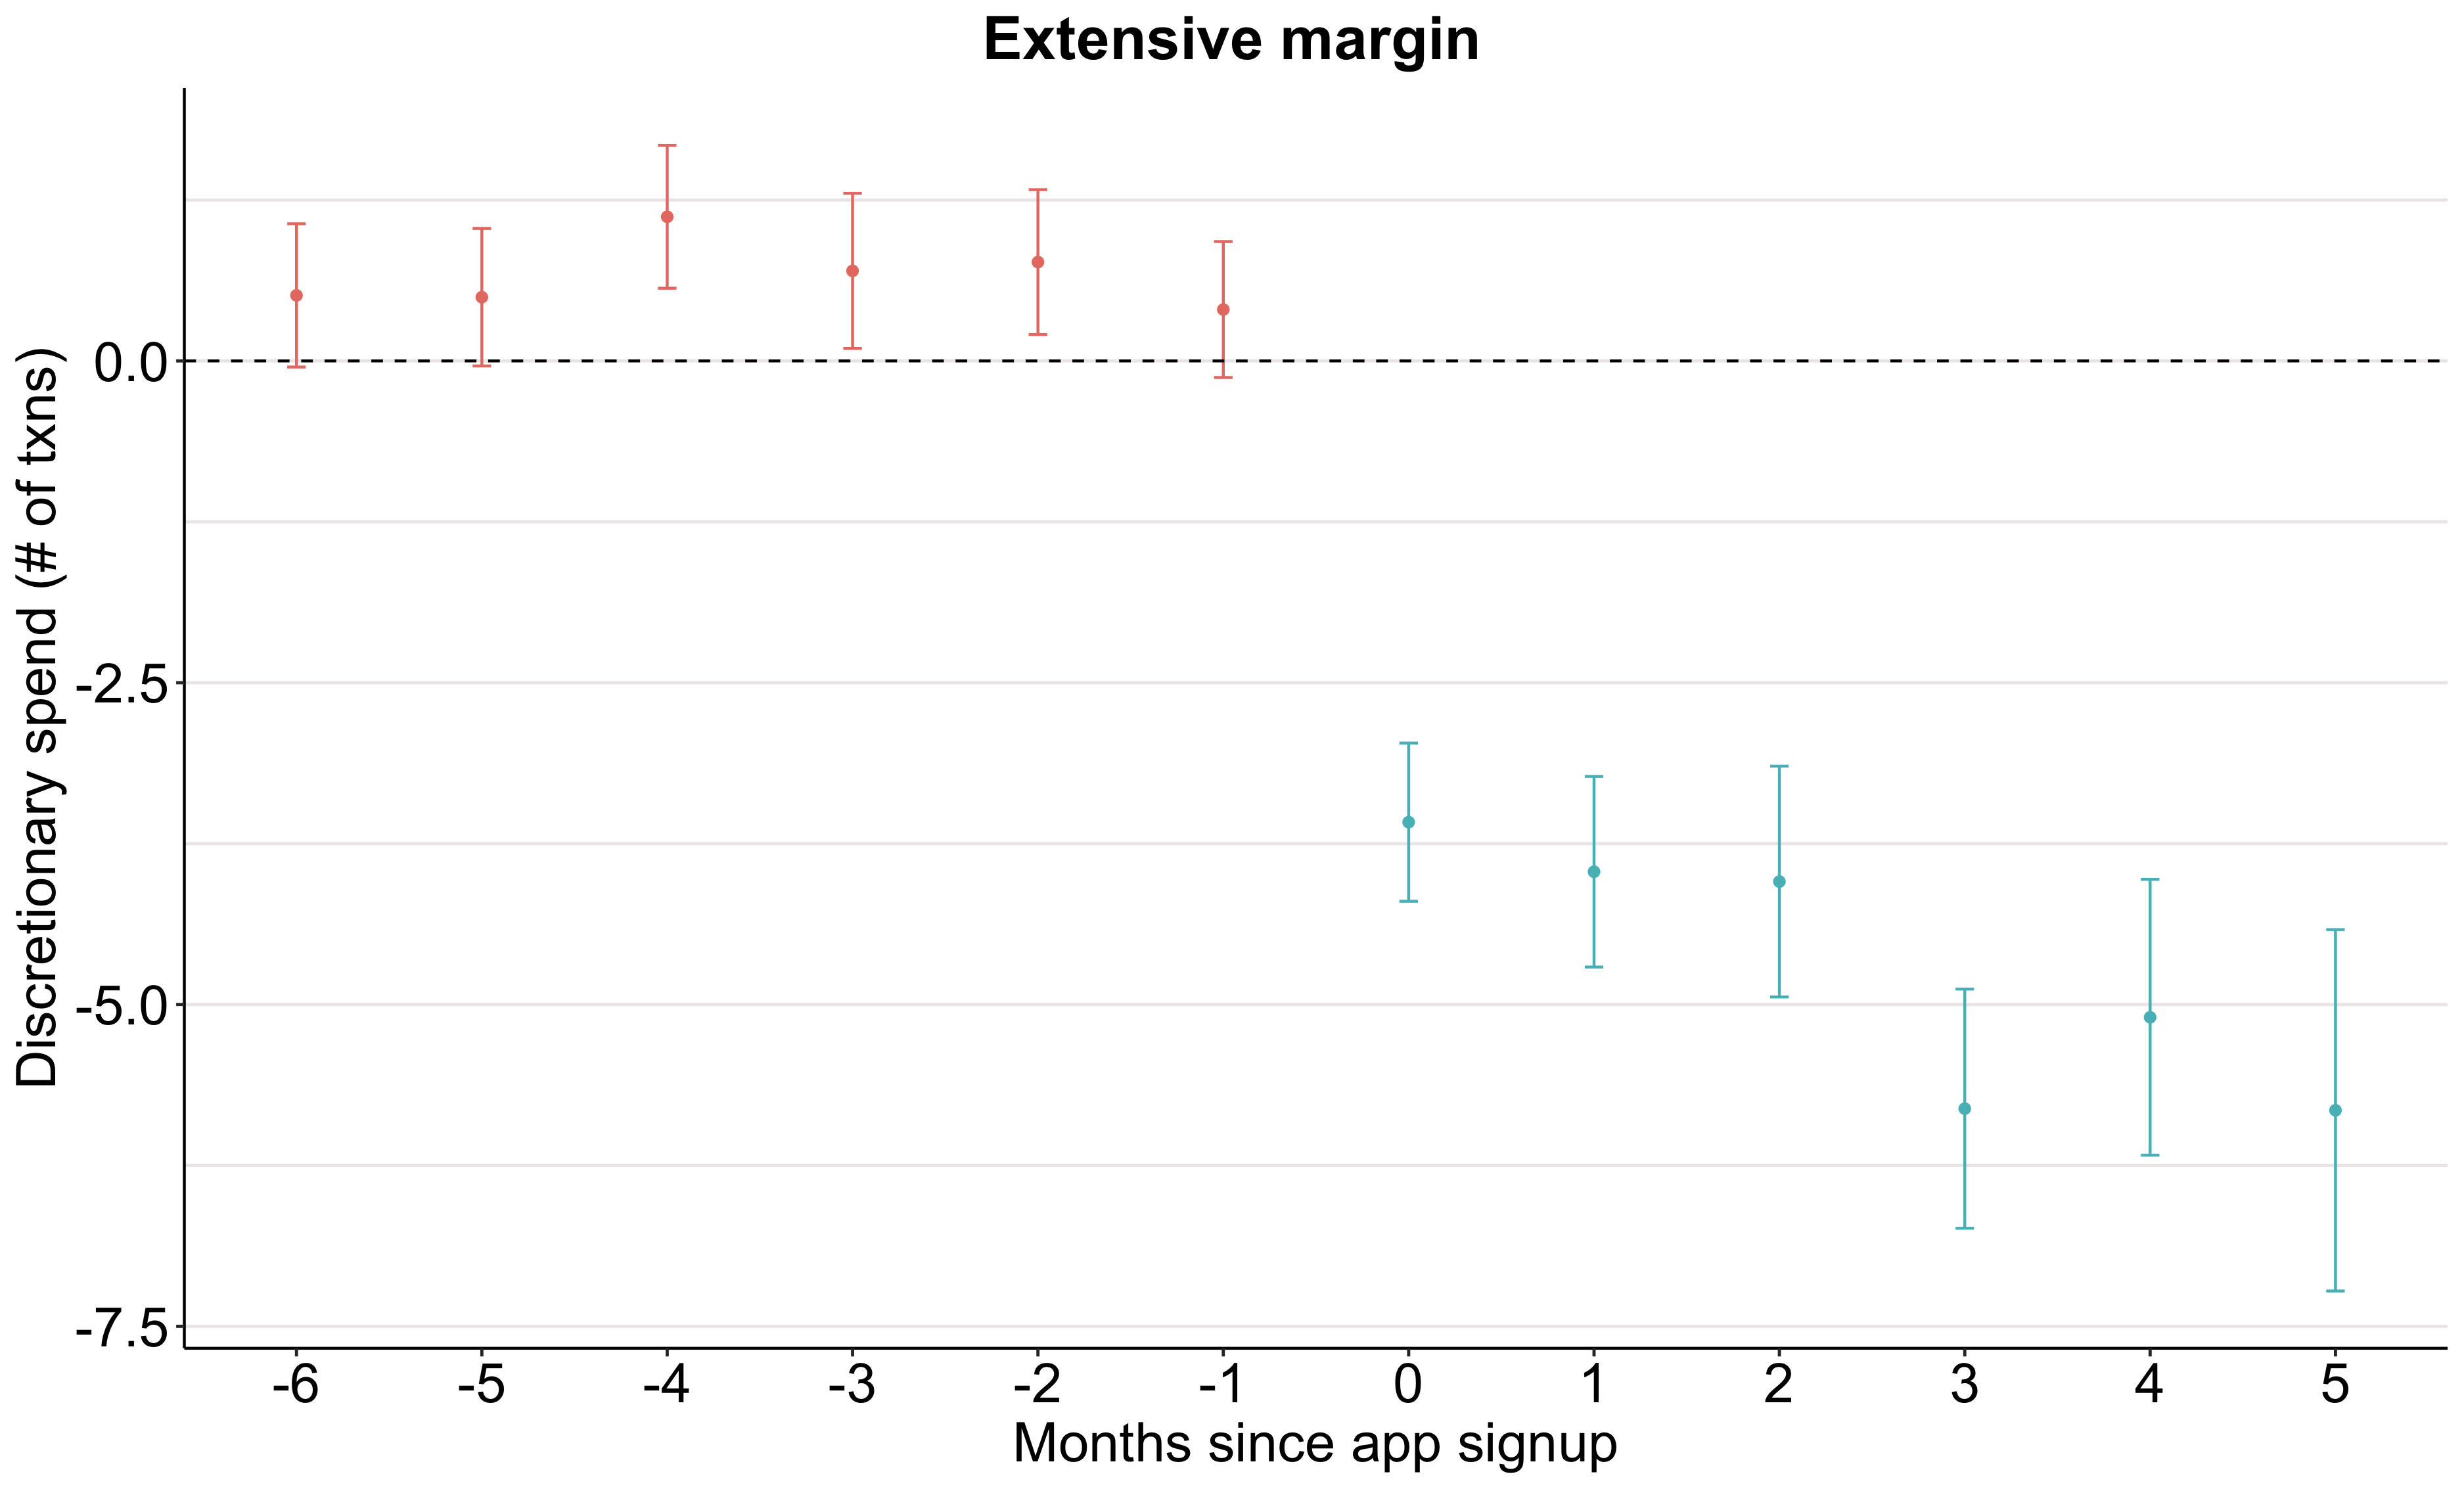 Extensive margin
Discretionary spend (# of txns)
0.0
-2.5
-5.0
-7.5
-6 -5 -4 -3 -2 -1 0 1 2 3 4 5
Months since app signup